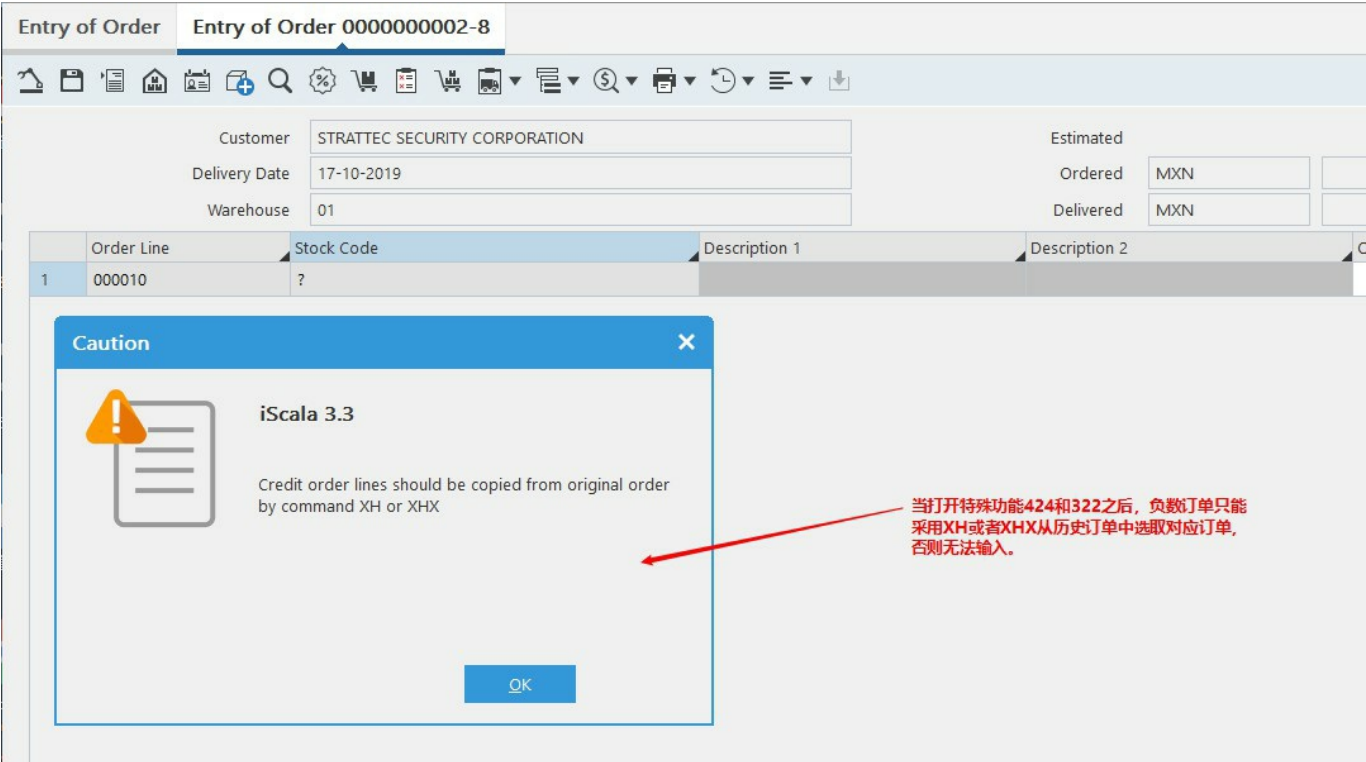 Entry of Order
Entry of Order 0000000002-8
Customer
STRATTEC SECURITY CORPORATION
Estimated
Delivery Date
17-10-2019
Ordered
MXN
Warehouse
01
Delivered
MXN
Order Line
Stock Code
Description 1
Description 2
1
000010
?
Caution
iScala 3.3
Credit order lines should be copied from original order
by command XH or XHX
OK
当打开特殊功能424和322之后，负数订单只能
采用XH或者XHX从历史订单中选取对应订单，
否则无法输入。